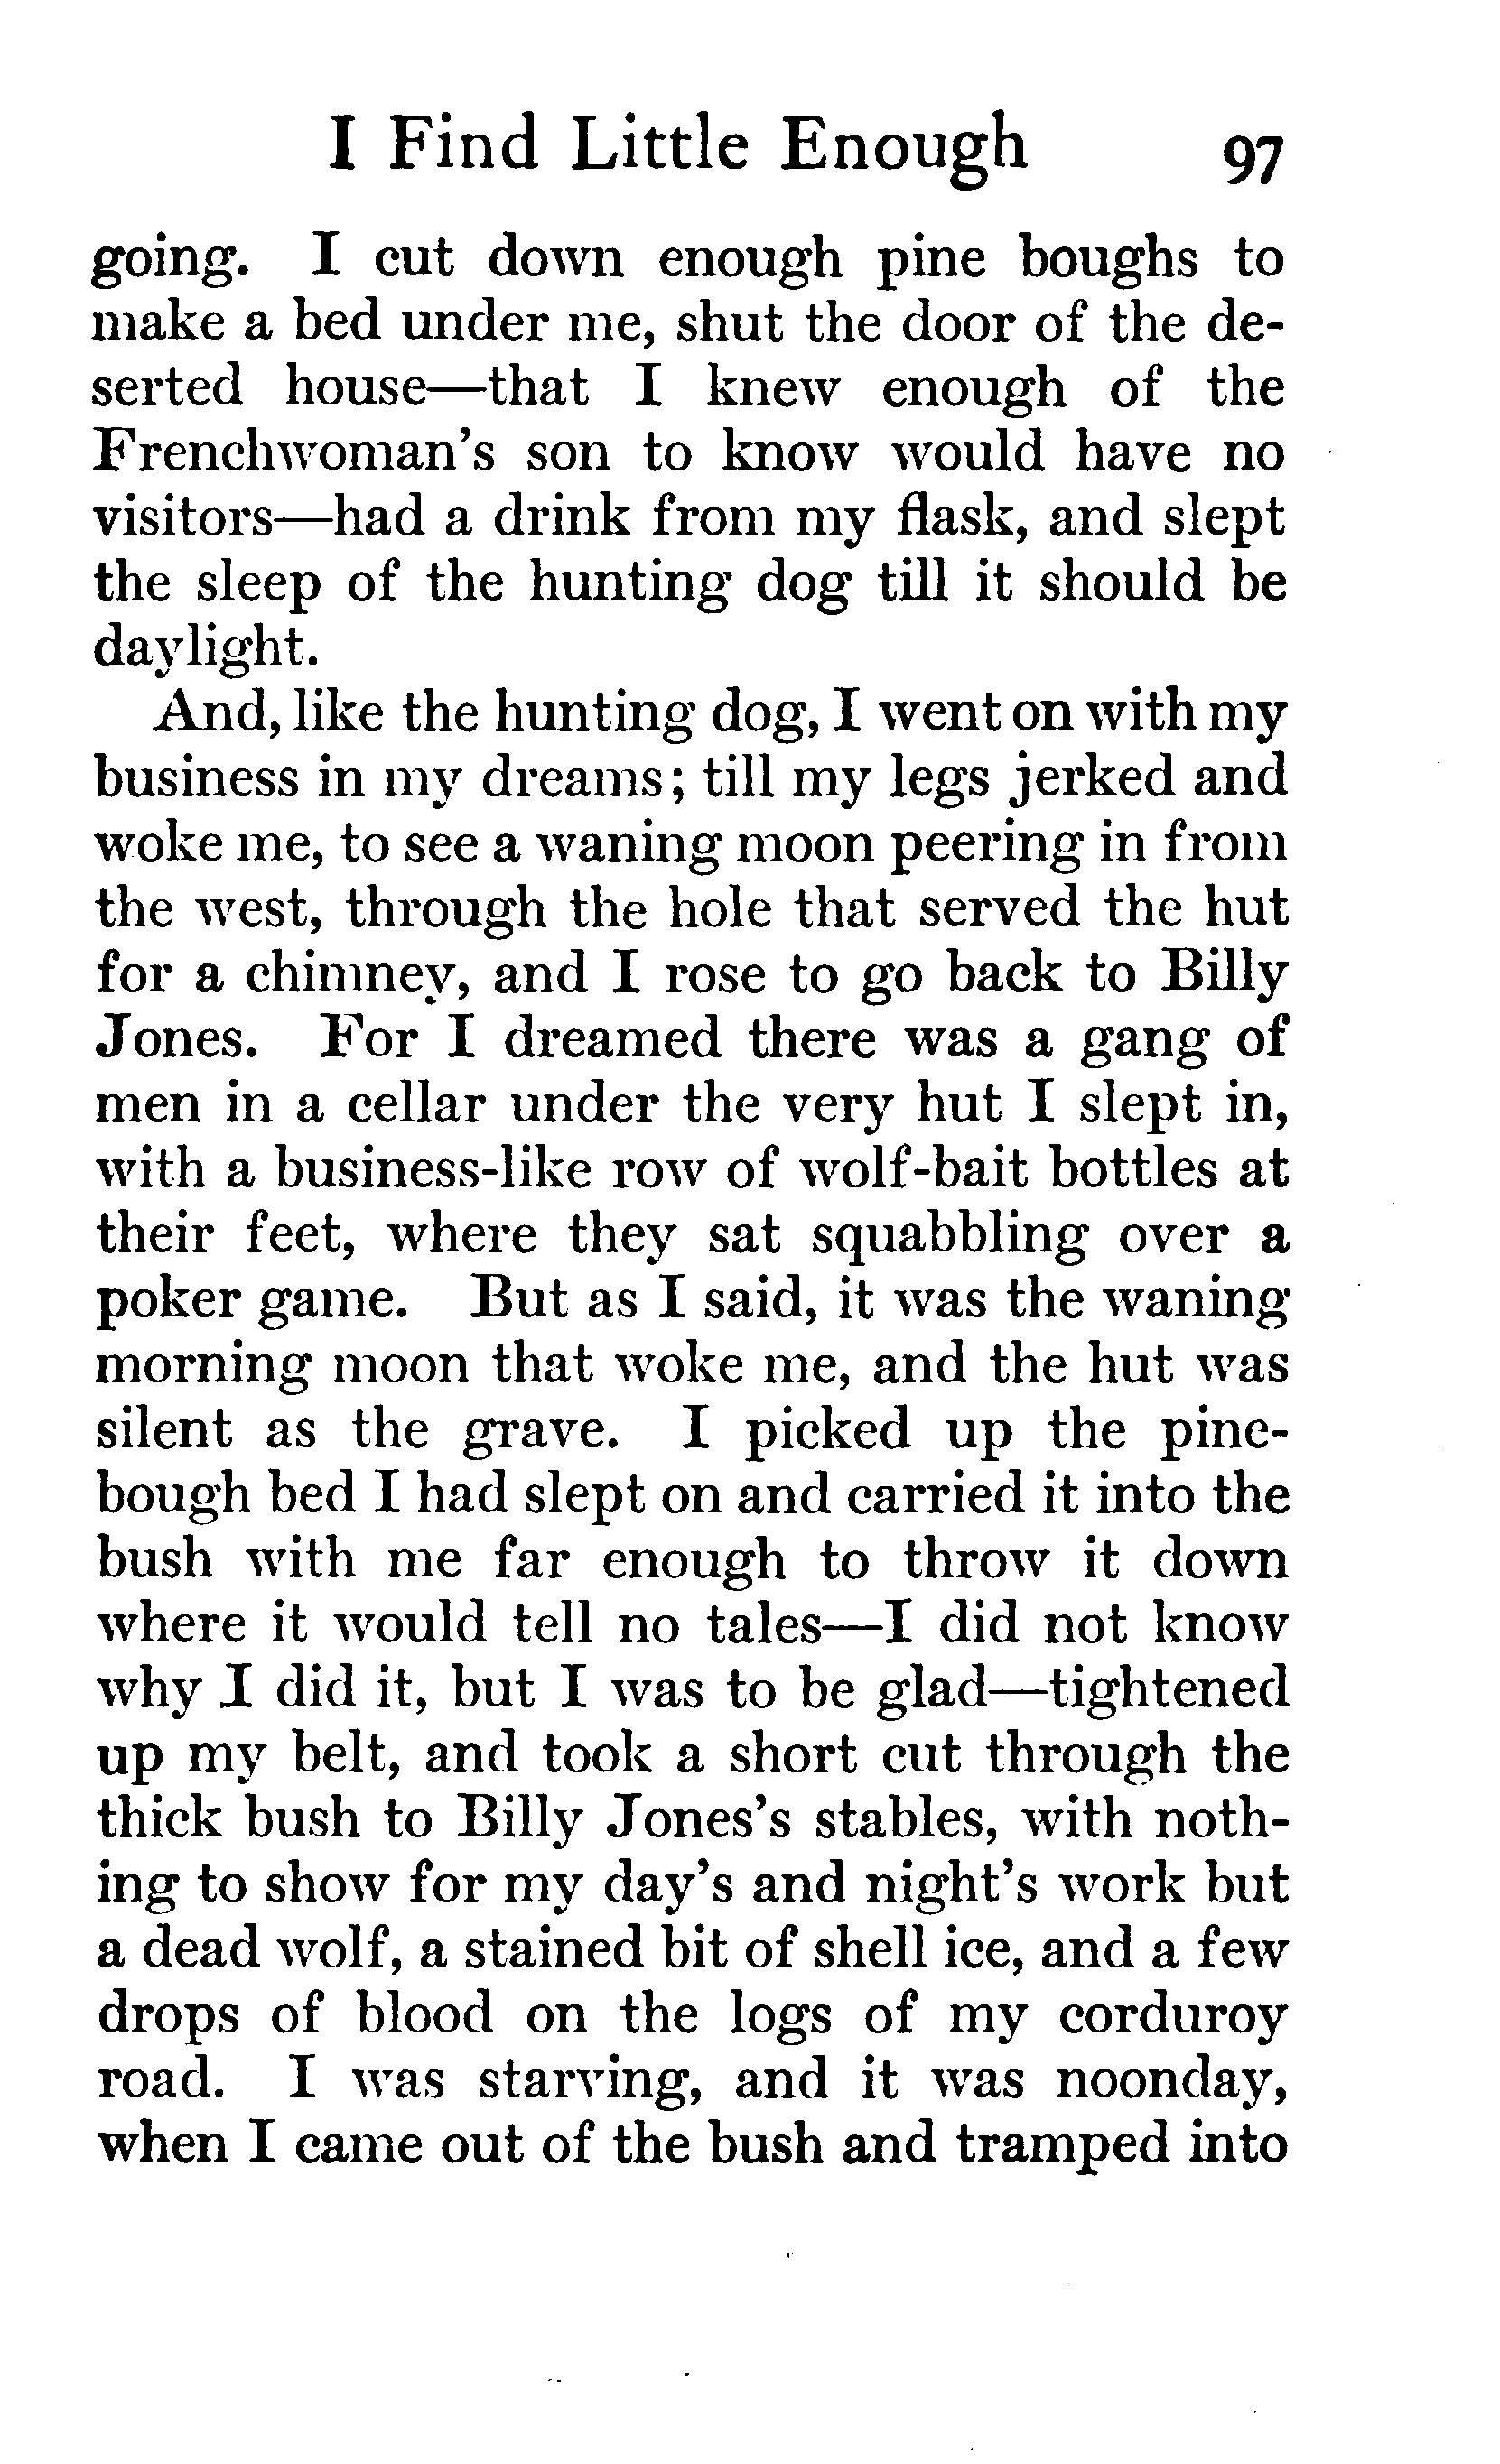 I Find Little Enough 97
going. I cut down enough pine boughs to
make a bed under me, shut the door of the de-
serted house—that I knew enough of the
Frenchwoman's son to know would have no
visitors—had a drink from my flask, and slept
the sleep of the hunting dog till it should be
daylight.
And, like the hunting dog, I went on with my
business in my dreams; till my legs jerked and
woke me, to see a waning moon peering in from
the west, through the hole that served the hut
for a chimney, and I rose to go back to Billy
Jones. For I dreamed there was a gang of
men in a cellar under the very hut I slept in,
with a business-like row of wolf-bait bottles at
their feet, where they sat squabbling over a
poker game. But as I said, it was the waning
morning moon that woke me, and the hut was
silent as the grave. I picked up the pine-
bough bed I had slept on and carried it into the
bush with me far enough to throw it down
where it would tell no tales—I did not know
why I did it, but I was to be glad—tightened
up my belt, and took a short cut through the
thick bush to Billy Jones's stables, with noth-
ing to show for my day's and night's work but
a dead wolf, a stained bit of shell ice, and a few
drops of blood on the logs of my corduroy
road. I was starving, and it was noonday,
when I came out of the bush and tramped into